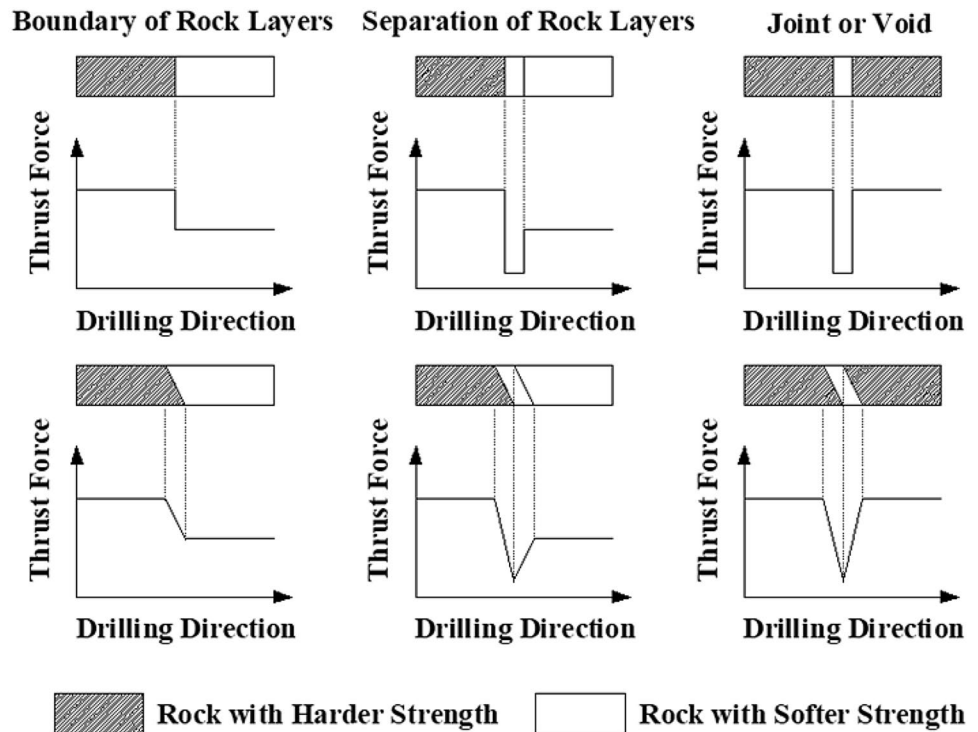 Boundary of Rock Layers
Separation of Rock Layers
Joint or Void
Thrust Force
Drilling Direction
Thrust Force
Drilling Direction
Thrust Force
Drilling Direction
Thrust Force
Drilling Direction
Thrust Force
Drilling Direction
Thrust Force
Drilling Direction
Rock with Harder Strength
Rock with Softer Strength